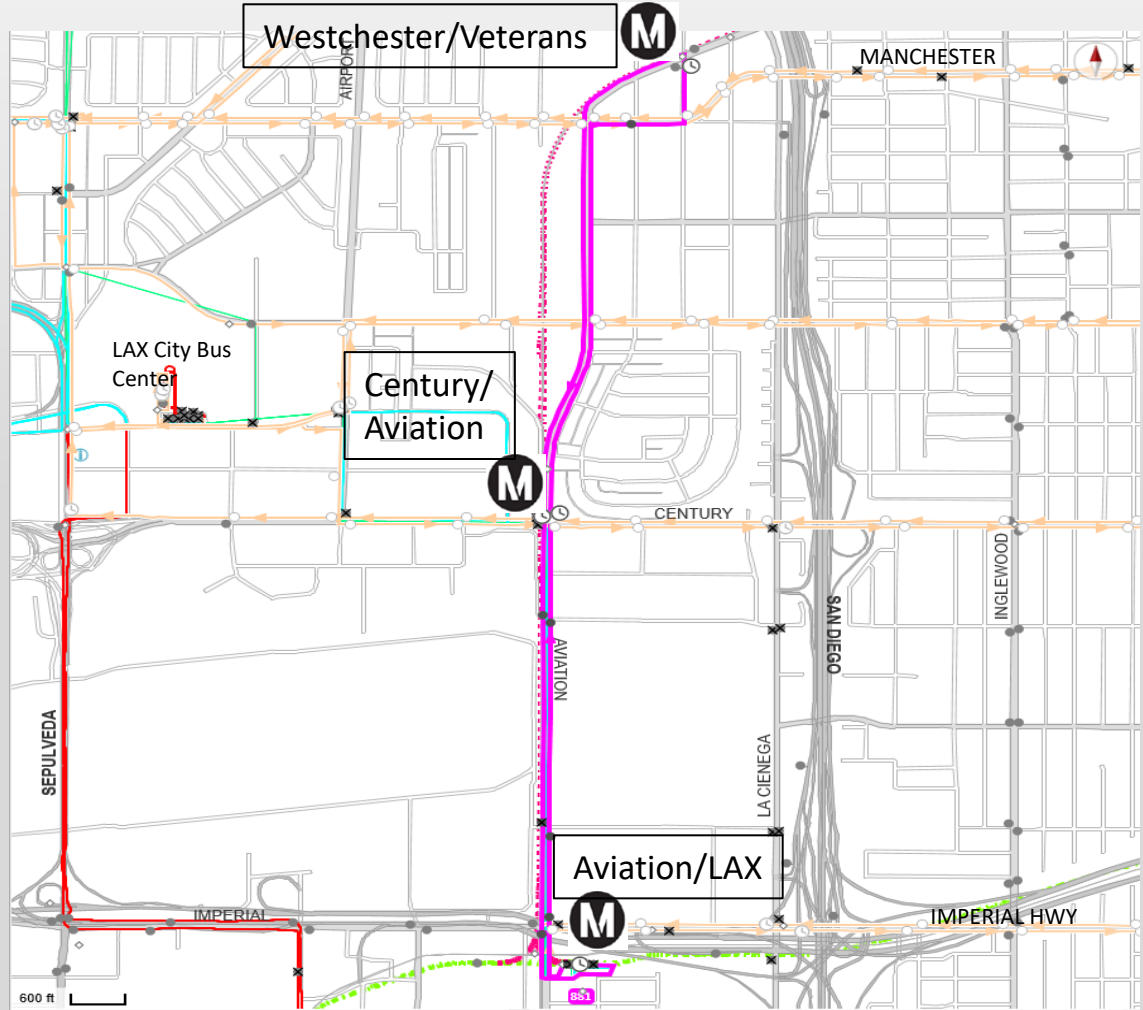 Westchester/Veterans
M
MANCHESTER
AIRPORT
LAX City Bus
Center
Century/
Aviation
M
CENTURY
INGLEWOOD
SAN DIEGO
AVIATION
SEPULVEDA
LA CIENEGA
Aviation/LAX
M
IMPERIAL
IMPERIAL HWY
881
600 ft